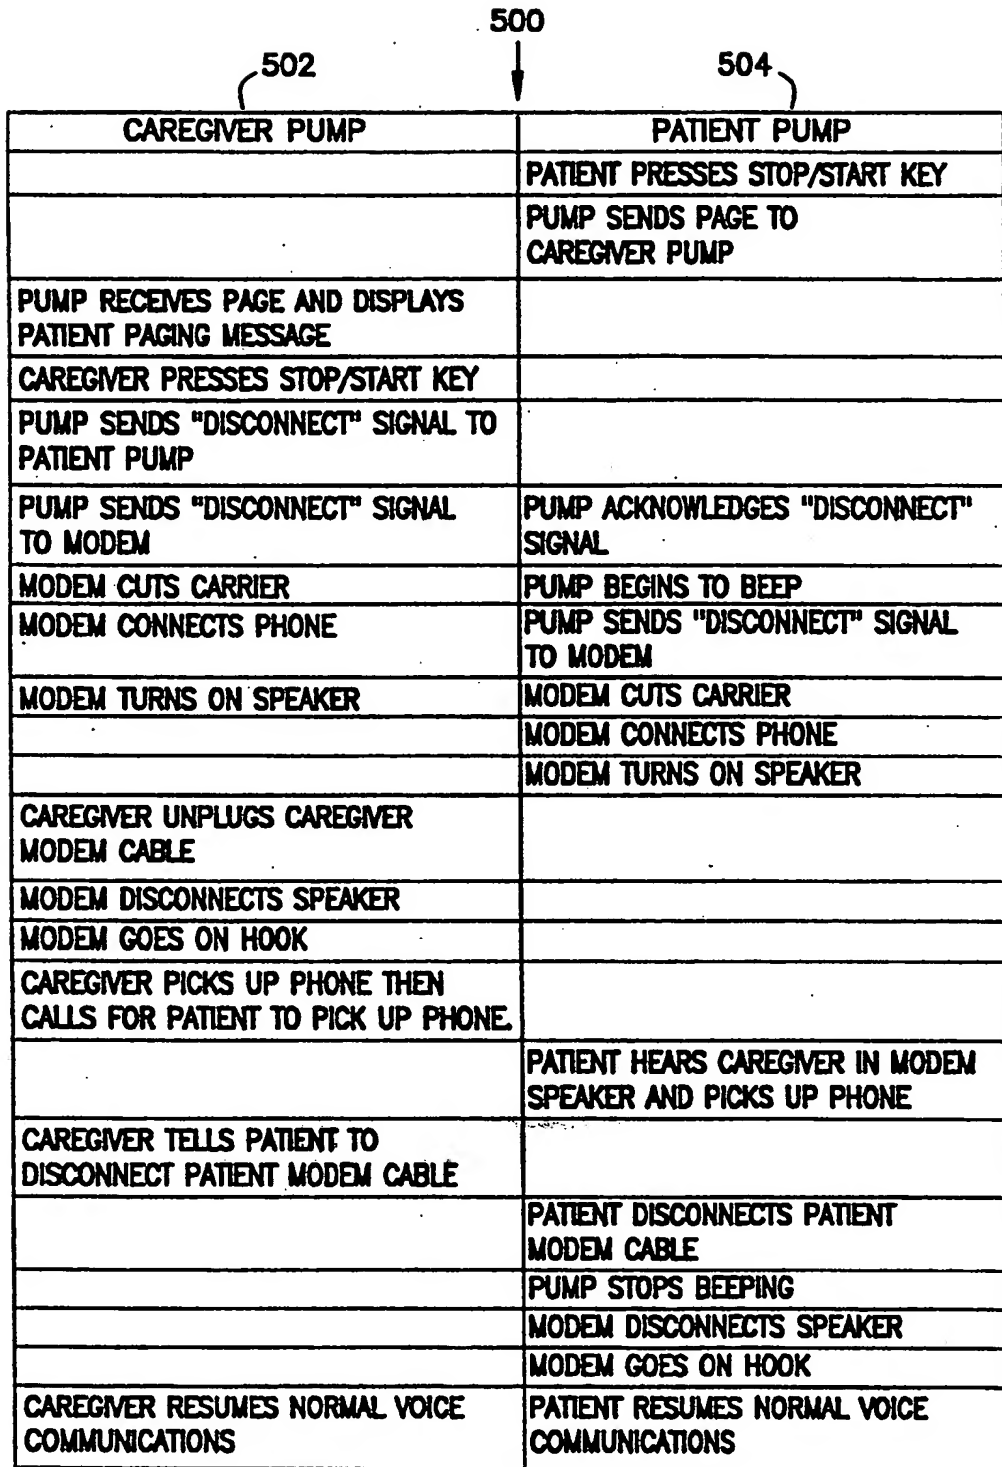 500
502
504
CAREGIVER PUMP
PATIENT PUMP
PATIENT PRESSES STOP/START KEY
PUMP SENDS PAGE TO
CAREGIVER PUMP
PUMP RECEIVES PAGE AND DISPLAYS
PATIENT PAGING MESSAGE
CAREGIVER PRESSES STOP/START KEY
PUMP SENDS "DISCONNECT" SIGNAL TO
PATIENT PUMP
PUMP SENDS "DISCONNECT" SIGNAL
TO MODEM
PUMP ACKNOWLEDGES "DISCONNECT"
SIGNAL
MODEM CUTS CARRIER
PUMP BEGINS TO BEEP
MODEM CONNECTS PHONE
PUMP SENDS "DISCONNECT" SIGNAL
TO MODEM
MODEM TURNS ON SPEAKER
MODEM CUTS CARRIER
MODEM CONNECTS PHONE
MODEM TURNS ON SPEAKER
CAREGIVER UNPLUGS CAREGIVER
MODEM CABLE
MODEM DISCONNECTS SPEAKER
MODEM GOES ON HOOK
CAREGIVER PICKS UP PHONE THEN
CALLS FOR PATIENT TO PICK UP PHONE.
PATIENT HEARS CAREGIVER IN MODEM
SPEAKER AND PICKS UP PHONE
CAREGIVER TELLS PATIENT TO
DISCONNECT PATIENT MODEM CABLE
PATIENT DISCONNECTS PATIENT
MODEM CABLE
PUMP STOPS BEEPING
MODEM DISCONNECTS SPEAKER
MODEM GOES ON HOOK
CAREGIVER RESUMES NORMAL VOICE
COMMUNICATIONS
PATIENT RESUMES NORMAL VOICE
COMMUNICATIONS